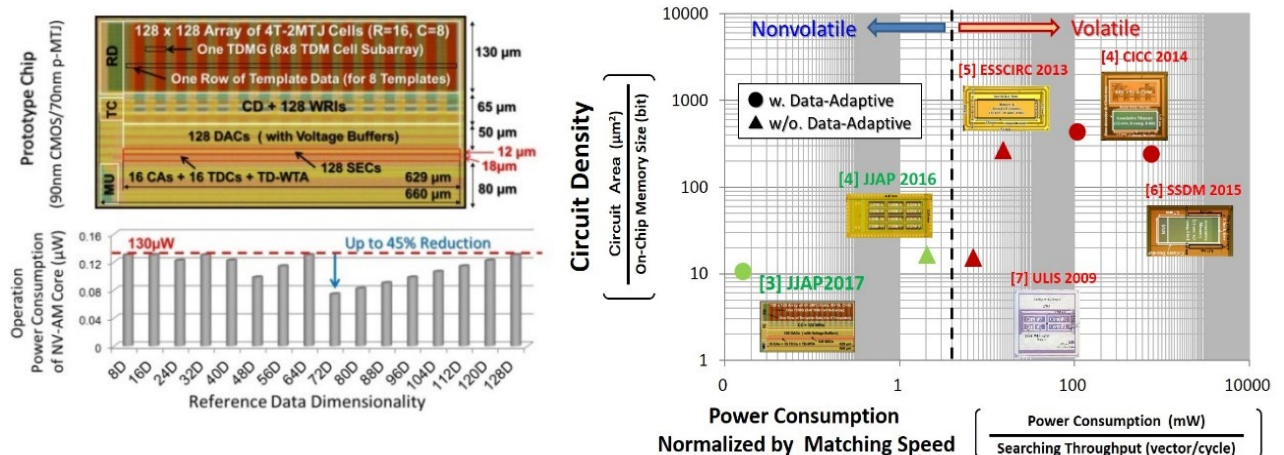 Prototype Chip
(90nm CMOS/70nm p-MTJ)
128 x 128 Array of 4T-2MTJ Cells (R=16, C=8)
RD
One TDMG (8x8 TDM Cell Subarray)
One Row of Template Data (for 8 Templates)
130 µm
TC
CD + 128 WRIs
65 µm
128 DACs ( with Voltage Buffers)
50 µm
12 µm
128 SECs
18µm
MU
16 CAs + 16 TDCs + TD-WTA
629 µm
660 µm
80 µm
Operation
Power Consumption
of NV-AM Core (µW)
0.16
0.12
0.08
0.04
0
130µW
Up to 45% Reduction
8D
16D
24D
32D
40D
48D
56D
64D
72D
80D
88D
96D
104D
112D
120D
128D
Reference Data Dimensionality
Circuit Density
Circuit Area (µm²)
On-Chip Memory Size (bit)
10000
1000
100
10
1
Nonvolatile
Volatile
w. Data-Adaptive
w/o. Data-Adaptive
[5] ESSCIRC 2013
[4] CICC 2014
[4] JJAP 2016
[6] SSDM 2015
[3] JJAP2017
[7] ULIS 2009
0
1
100
10000
Power Consumption
Normalized by Matching Speed
Power Consumption (mW)
Searching Throughput (vector/cycle)